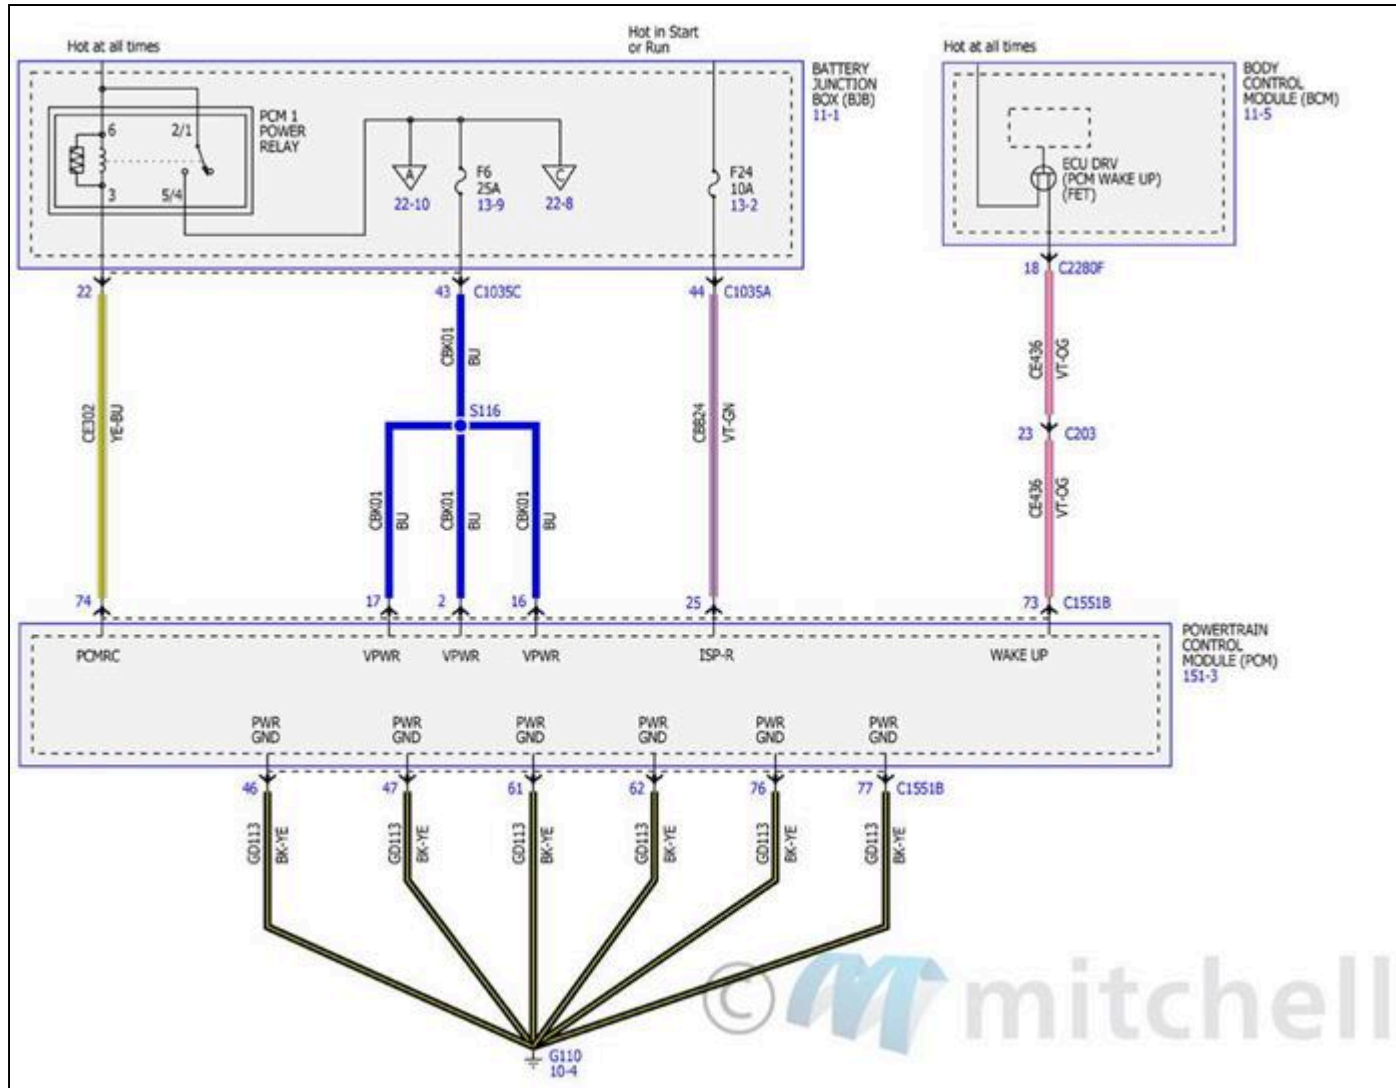 Hot at all times
Hot in Start
or Run
Hot at all times
BATTERY
JUNCTION
BOX (BJB)
11-1
BODY
CONTROL
MODULE (BCM)
11-5
PCM 1
POWER
RELAY
6
2/1
3
5/4
A
22-10
F6
25A
13-9
C
22-8
F24
10A
13-2
ECU DRV
(PCM WAKE UP)
(FET)
22
43
C1035C
44
C1035A
18
C2280F
CE302
YE-BU
CBK01
BU
S116
CBK01
BU
CBK01
BU
CBK01
BU
CBB24
VT-GN
CE436
VT-OG
23
C203
CE436
VT-OG
74
17
2
16
25
73
C1551B
PCMRC
VPWR
VPWR
VPWR
ISP-R
WAKE UP
POWERTRAIN
CONTROL
MODULE (PCM)
151-3
PWR
GND
PWR
GND
PWR
GND
PWR
GND
PWR
GND
PWR
GND
46
47
61
62
76
77
C1551B
GD113
BK-YE
GD113
BK-YE
GD113
BK-YE
GD113
BK-YE
GD113
BK-YE
GD113
BK-YE
G110
10-4
© mitchell